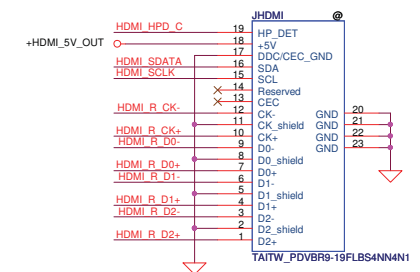 JHDMI @
HDMI_HPD_C 19 HP_DET
+HDMI_5V_OUT 18 +5V
17 DDC/CEC_GND
HDMI_SDATA 16 SDA
HDMI_SCLK 15 SCL
14 Reserved
13 CEC
HDMI_R_CK- 12 CK- GND 20
11 CK_shield GND 21
HDMI_R_CK+ 10 CK+ GND 22
HDMI_R_D0- 9 D0- GND 23
8 D0_shield
HDMI_R_D0+ 7 D0+
HDMI_R_D1- 6 D1-
5 D1_shield
HDMI_R_D1+ 4 D1+
HDMI_R_D2- 3 D2-
2 D2_shield
HDMI_R_D2+ 1 D2+
TAITW_PDVBR9-19FLBS4NN4N1